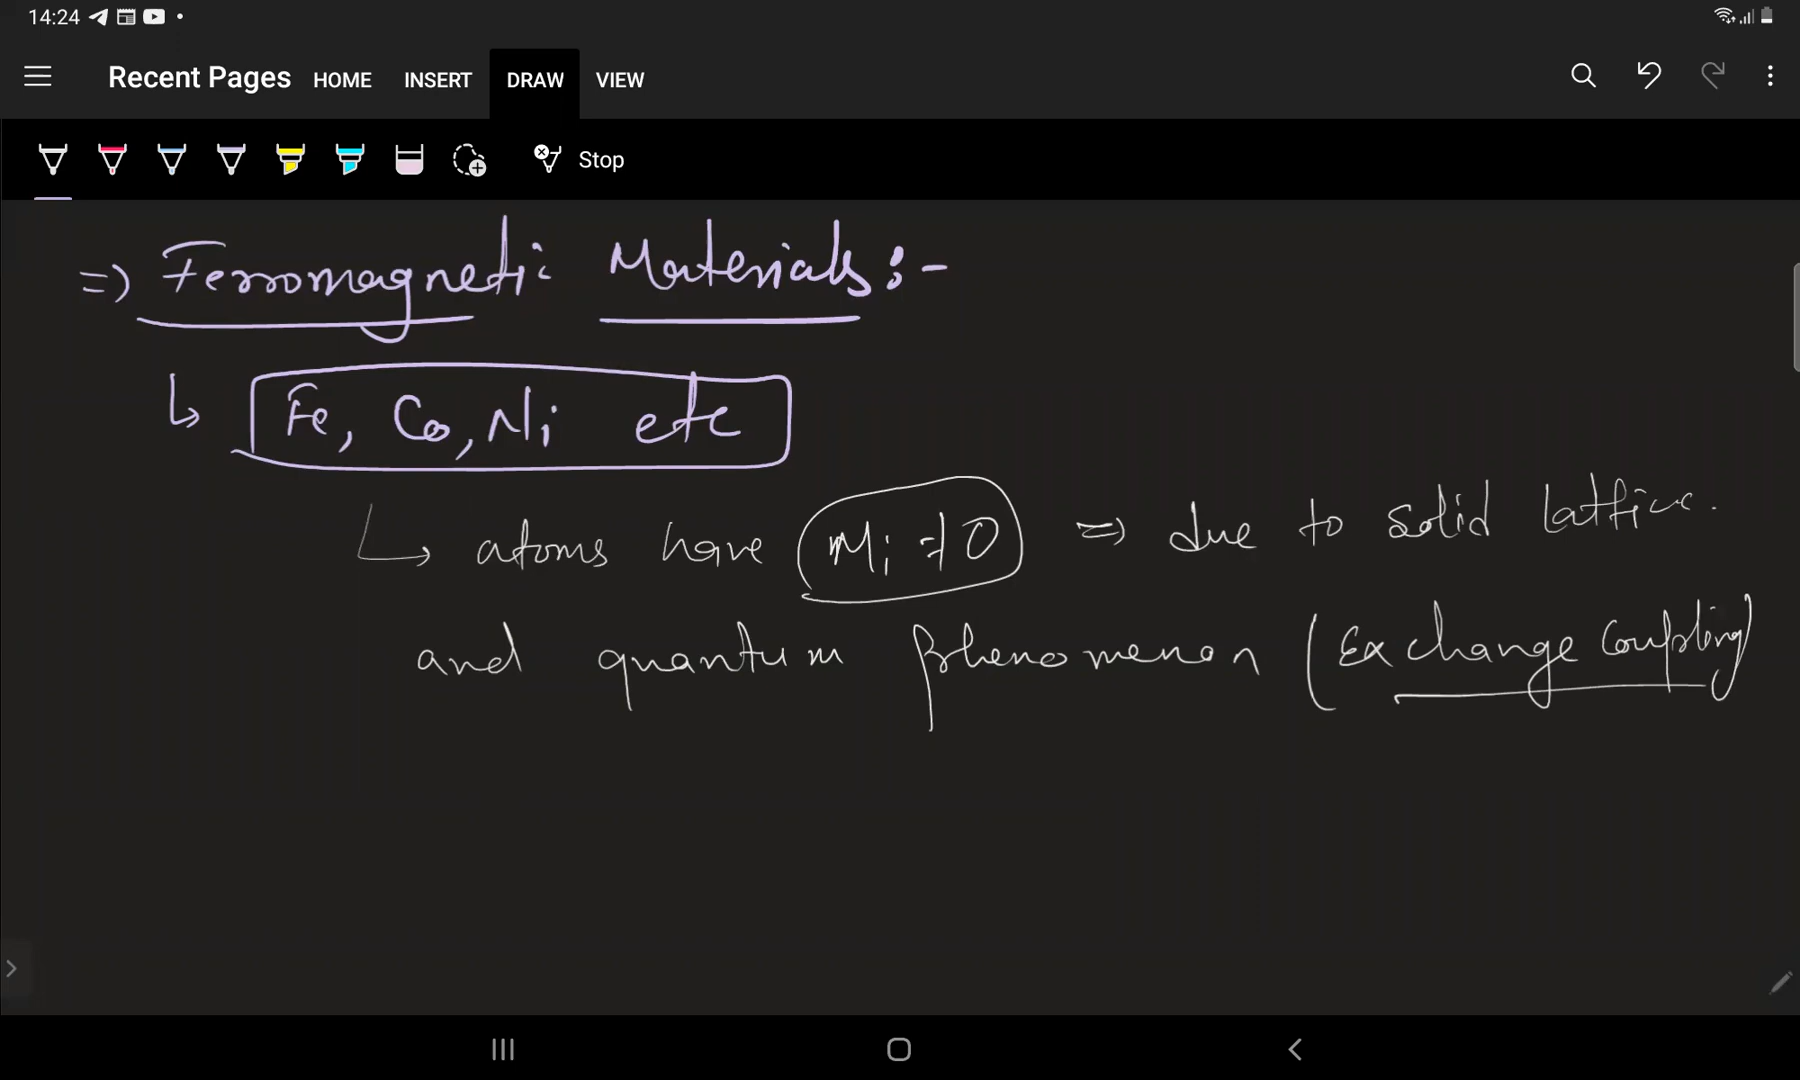 14:24
Recent Pages HOME INSERT DRAW VIEW
Stop
=> Ferromagnetic Materials:-
↳ Fe, Co, Ni etc
↳ atoms have Mi ≠ 0 => due to solid lattice.
and quantum phenomenon (Exchange Coupling)